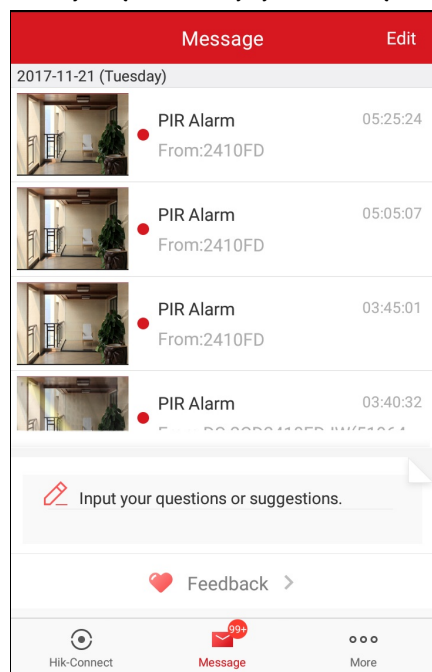 Message
Edit
2017-11-21 (Tuesday)
PIR Alarm
05:25:24
From:2410FD
PIR Alarm
05:05:07
From:2410FD
PIR Alarm
03:45:01
From:2410FD
PIR Alarm
03:40:32
Input your questions or suggestions.
Feedback
99+
Hik-Connect
Message
More